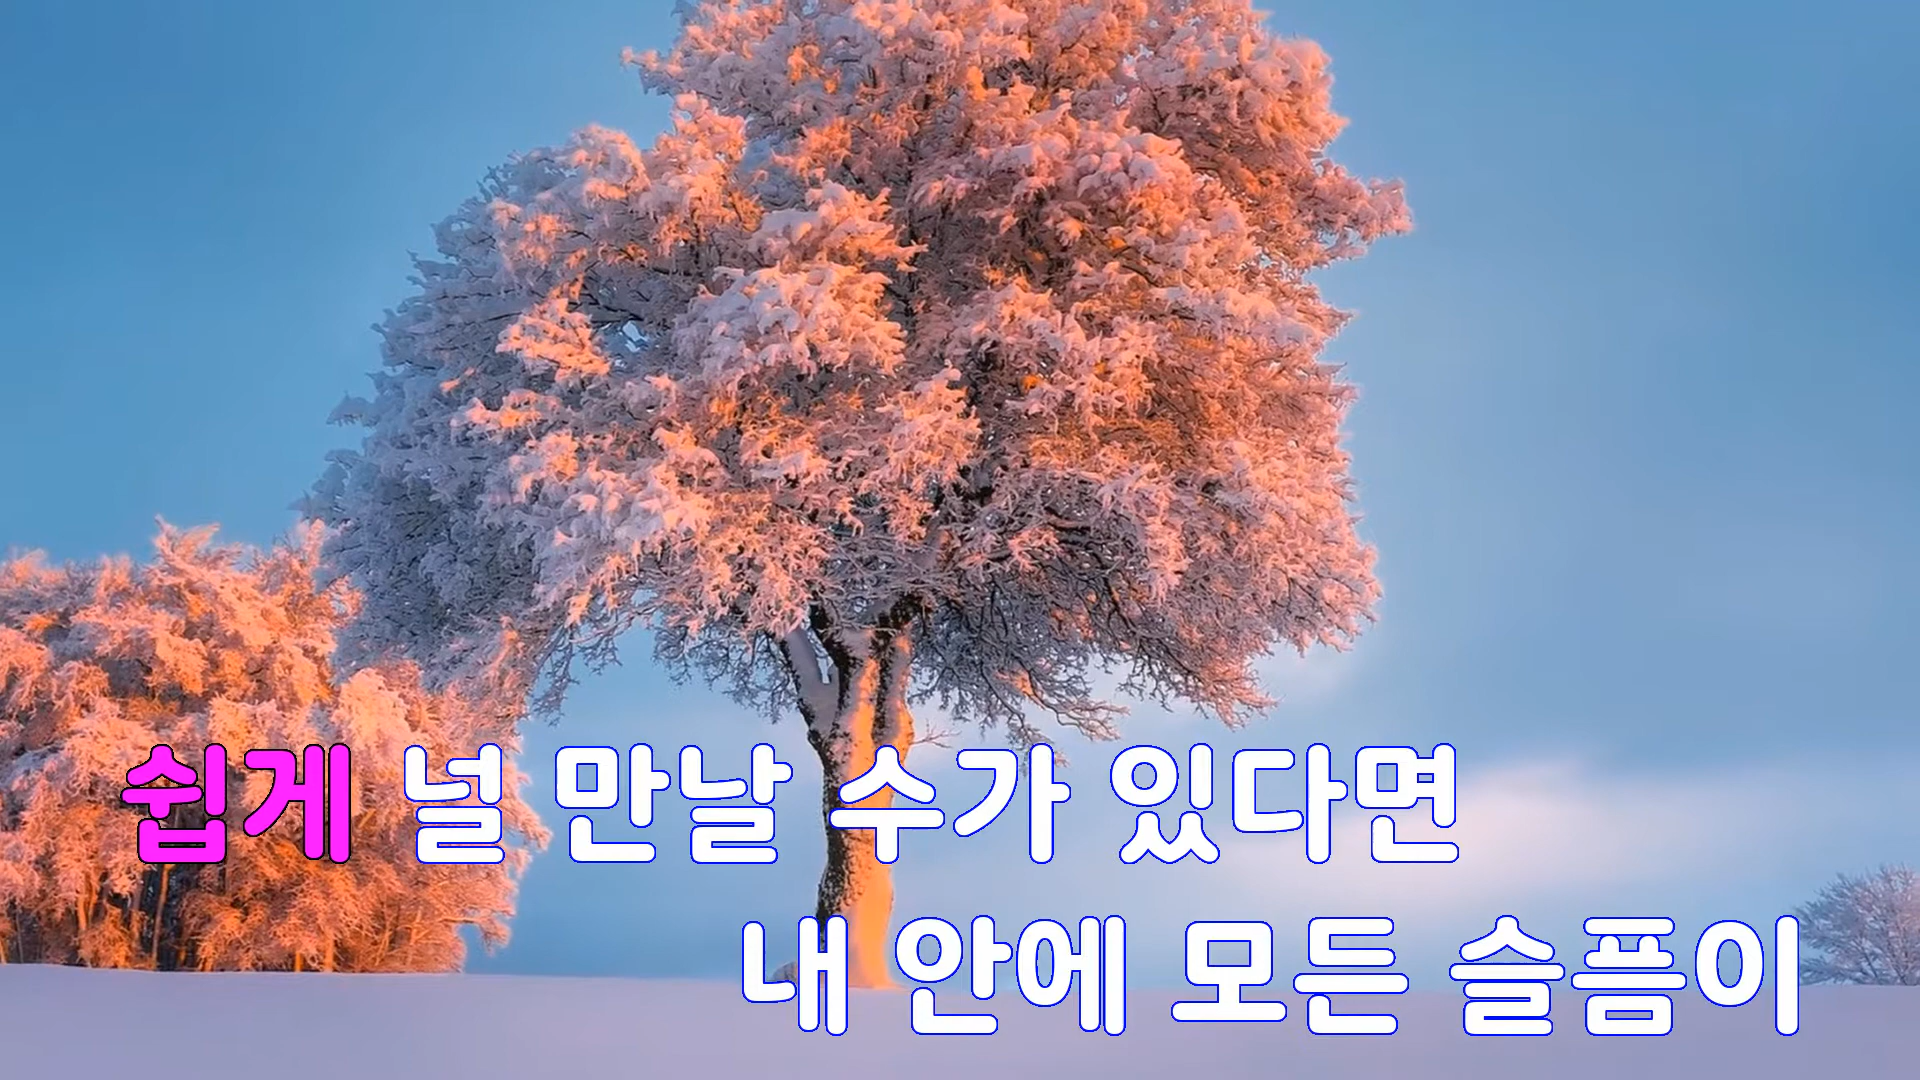 쉽게 널 만날 수가 있다면
내 안에 모든 슬픔이